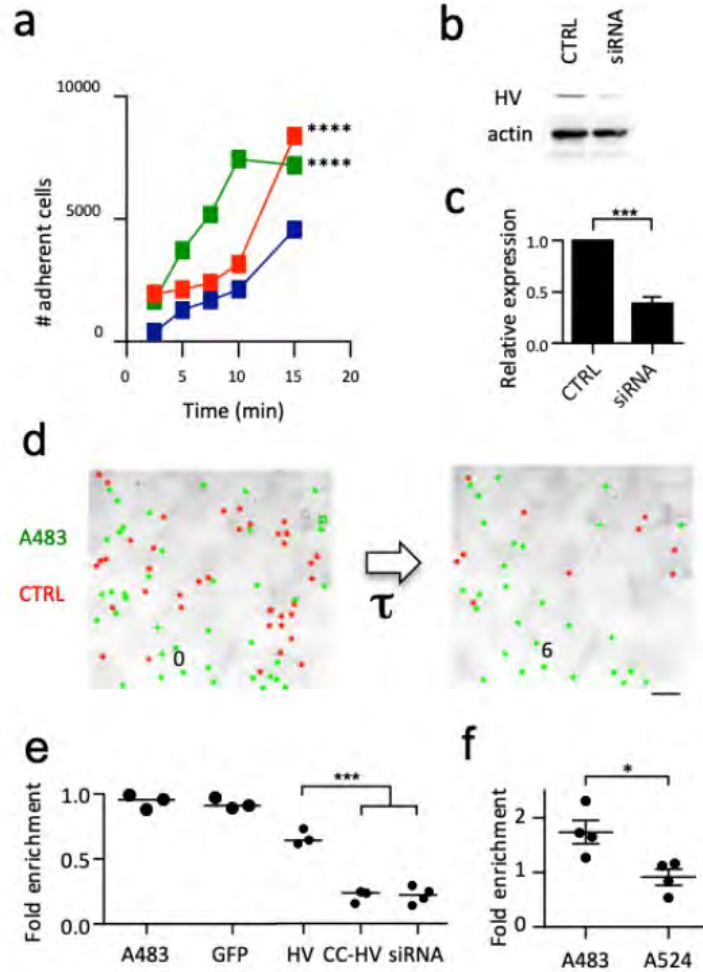 a
10000
5000
0
# adherent cells
****
****
0
5
10
15
20
Time (min)
b
CTRL
siRNA
HV
actin
c
***
1.0
0.5
0.0
Relative expression
CTRL
siRNA
d
A483
CTRL
0
τ
6
e
***
1.0
0.5
0.0
Fold enrichment
A483 GFP HV CC-HV siRNA
f
*
2
1
0
Fold enrichment
A483 A524